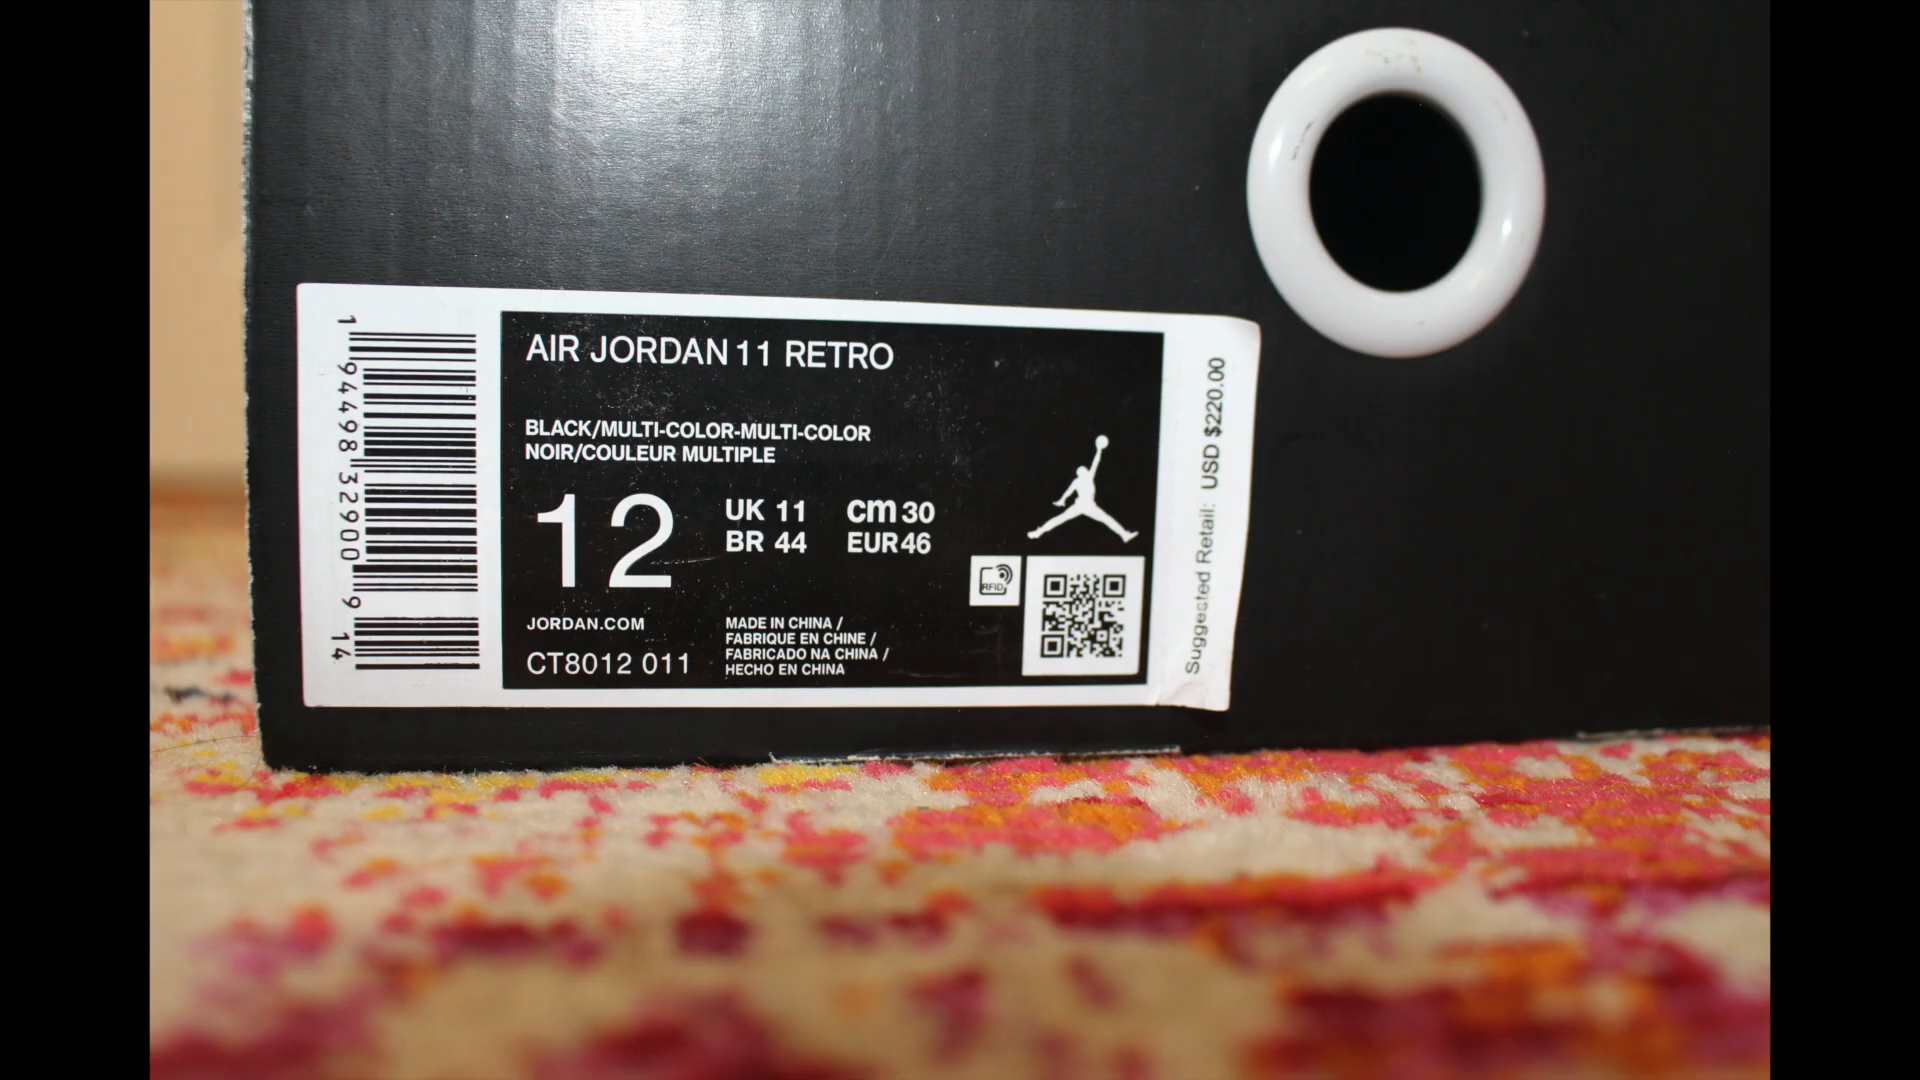 1 94498 32900 9 14
AIR JORDAN 11 RETRO
BLACK/MULTI-COLOR-MULTI-COLOR
NOIR/COULEUR MULTIPLE
12
UK 11 cm 30
BR 44 EUR 46
JORDAN.COM
CT8012 011
MADE IN CHINA /
FABRIQUE EN CHINE /
FABRICADO NA CHINA /
HECHO EN CHINA
RFID
Suggested Retail: USD $220.00